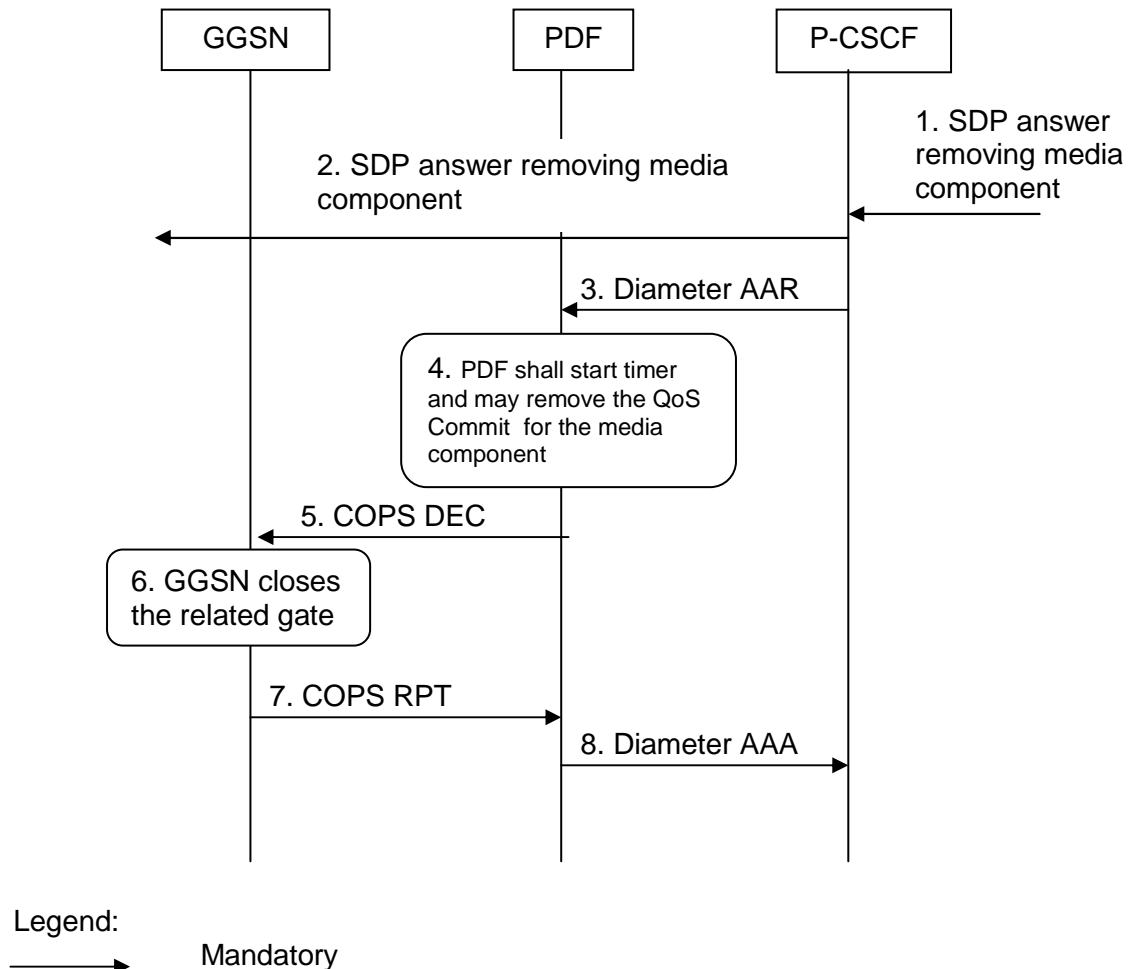 GGSN
PDF
P-CSCF
1. SDP answer
removing media
component
2. SDP answer removing media
component
3. Diameter AAR
4. PDF shall start timer
and may remove the QoS
Commit for the media
component
5. COPS DEC
6. GGSN closes
the related gate
7. COPS RPT
8. Diameter AAA
Legend:
Mandatory